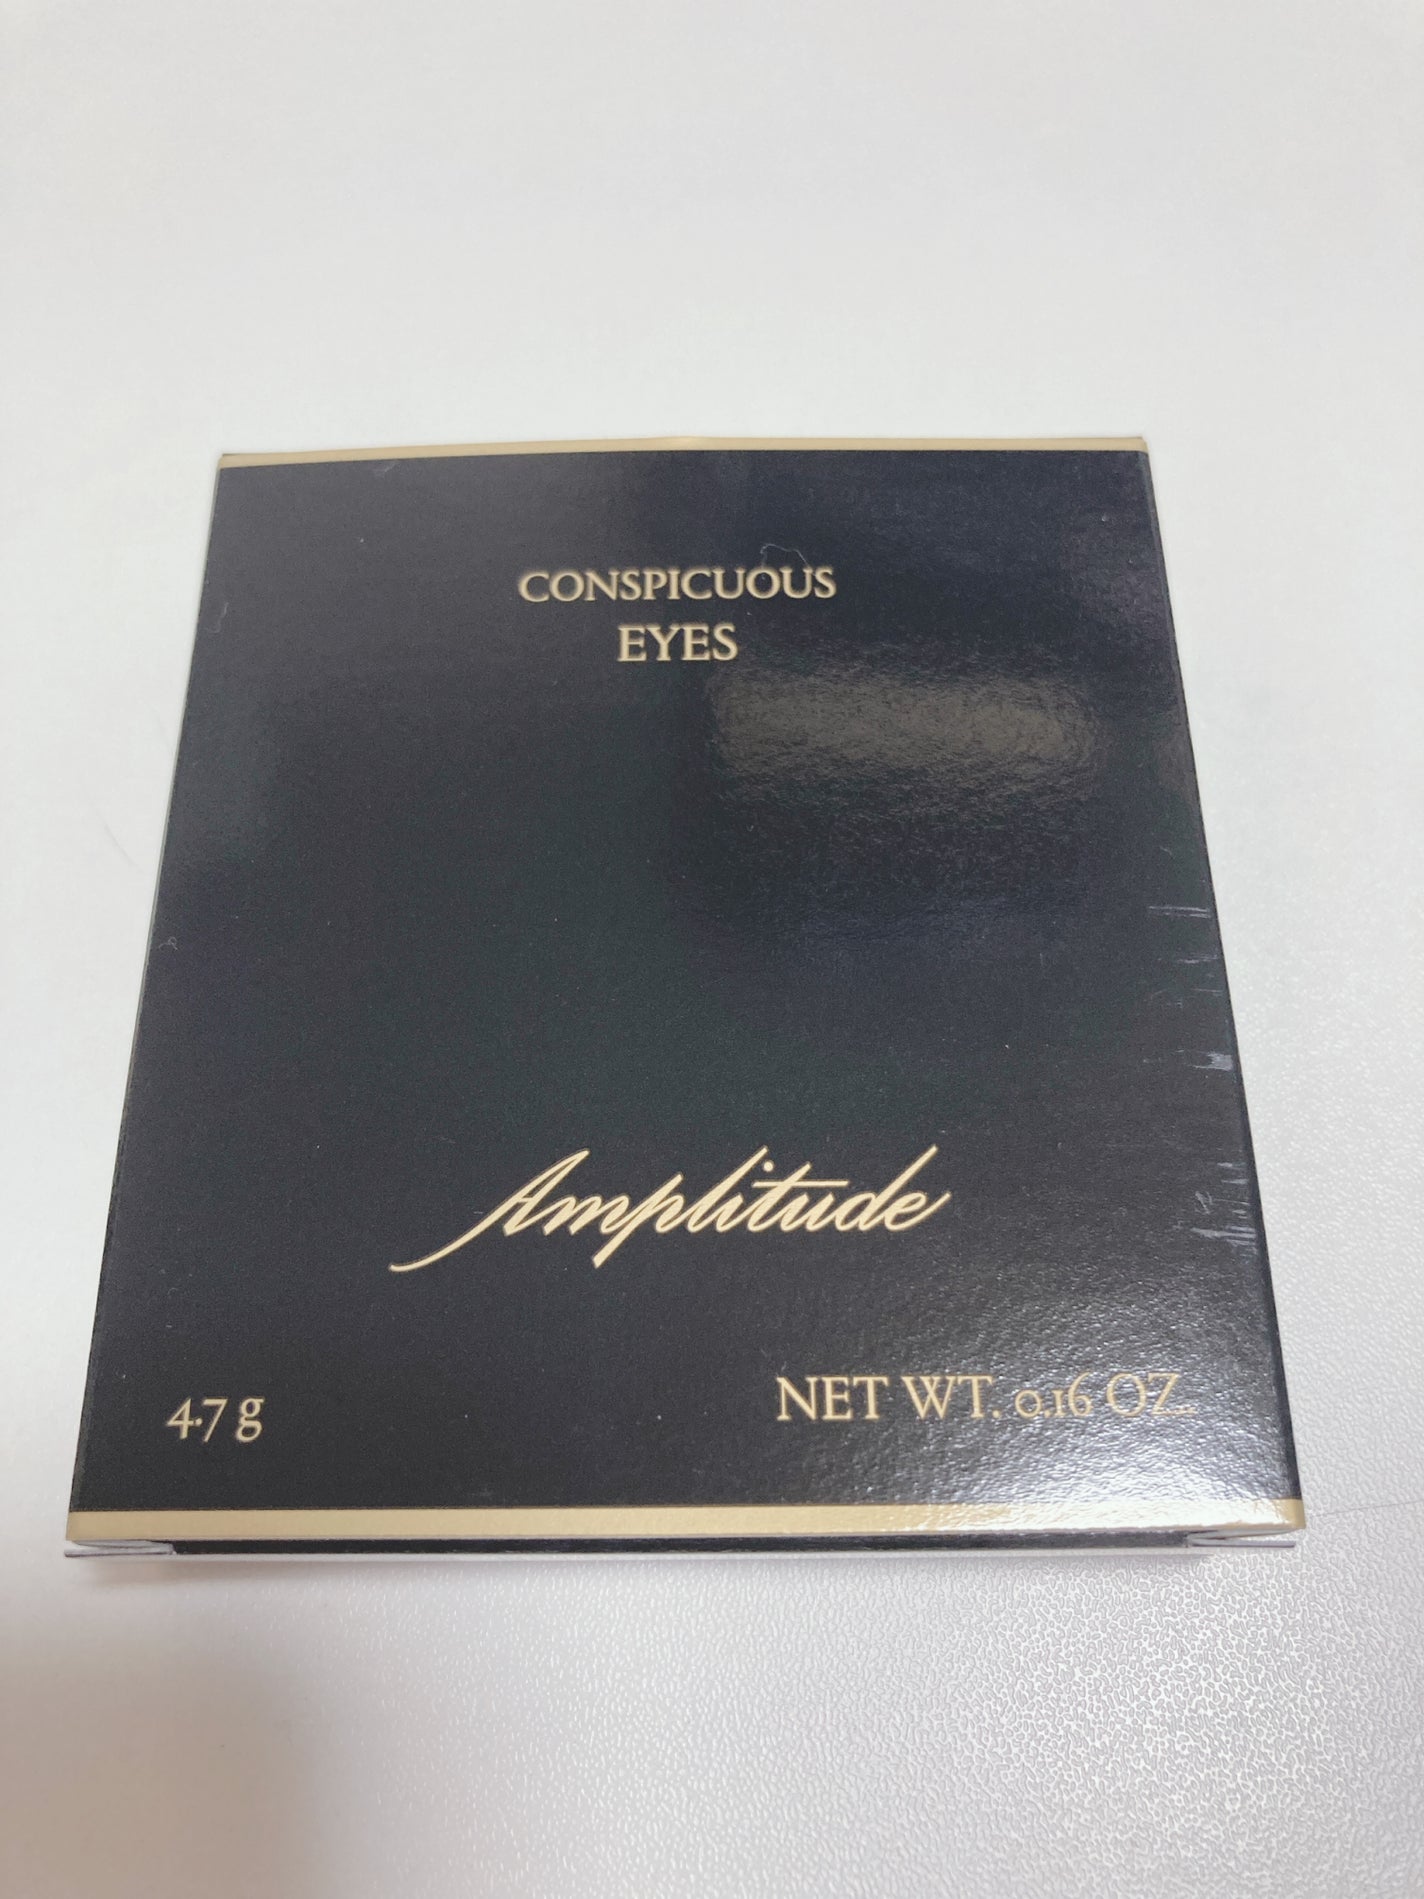 CONSPICUOUS
EYES
Amplitude
4.7 g
NET WT. 0.16 OZ.